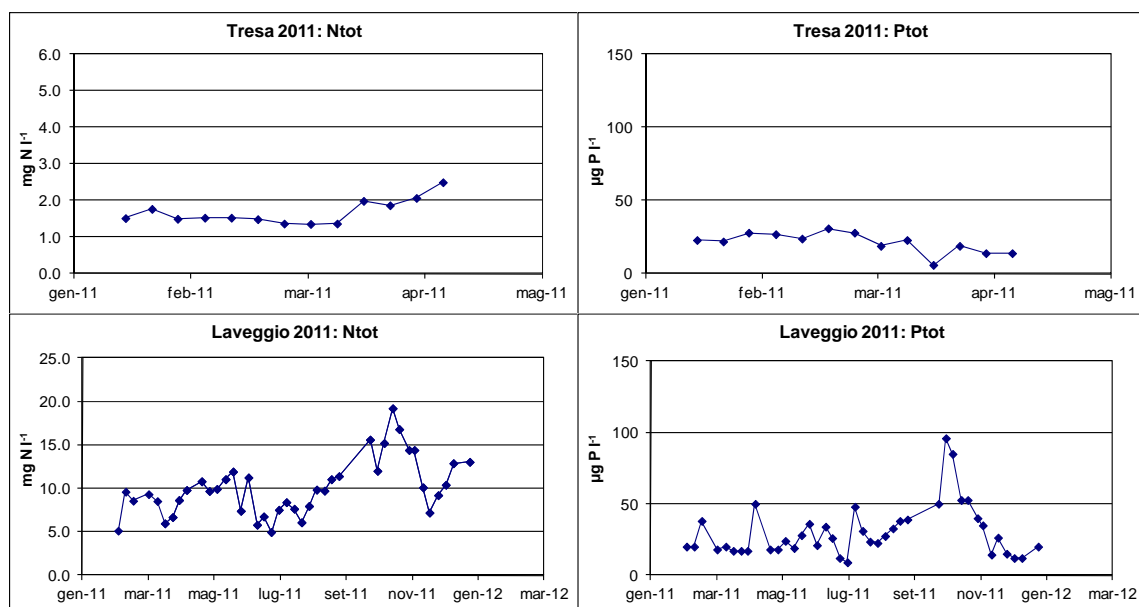 Tresa 2011: Ntot
6.0
5.0
4.0
3.0
2.0
1.0
0.0
mg N l-1
gen-11 feb-11 mar-11 apr-11 mag-11
Tresa 2011: Ptot
150
100
50
0
µg P l-1
gen-11 feb-11 mar-11 apr-11 mag-11
Laveggio 2011: Ntot
25.0
20.0
15.0
10.0
5.0
0.0
mg N l-1
gen-11 mar-11 mag-11 lug-11 set-11 nov-11 gen-12 mar-12
Laveggio 2011: Ptot
150
100
50
0
µg P l-1
gen-11 mar-11 mag-11 lug-11 set-11 nov-11 gen-12 mar-12